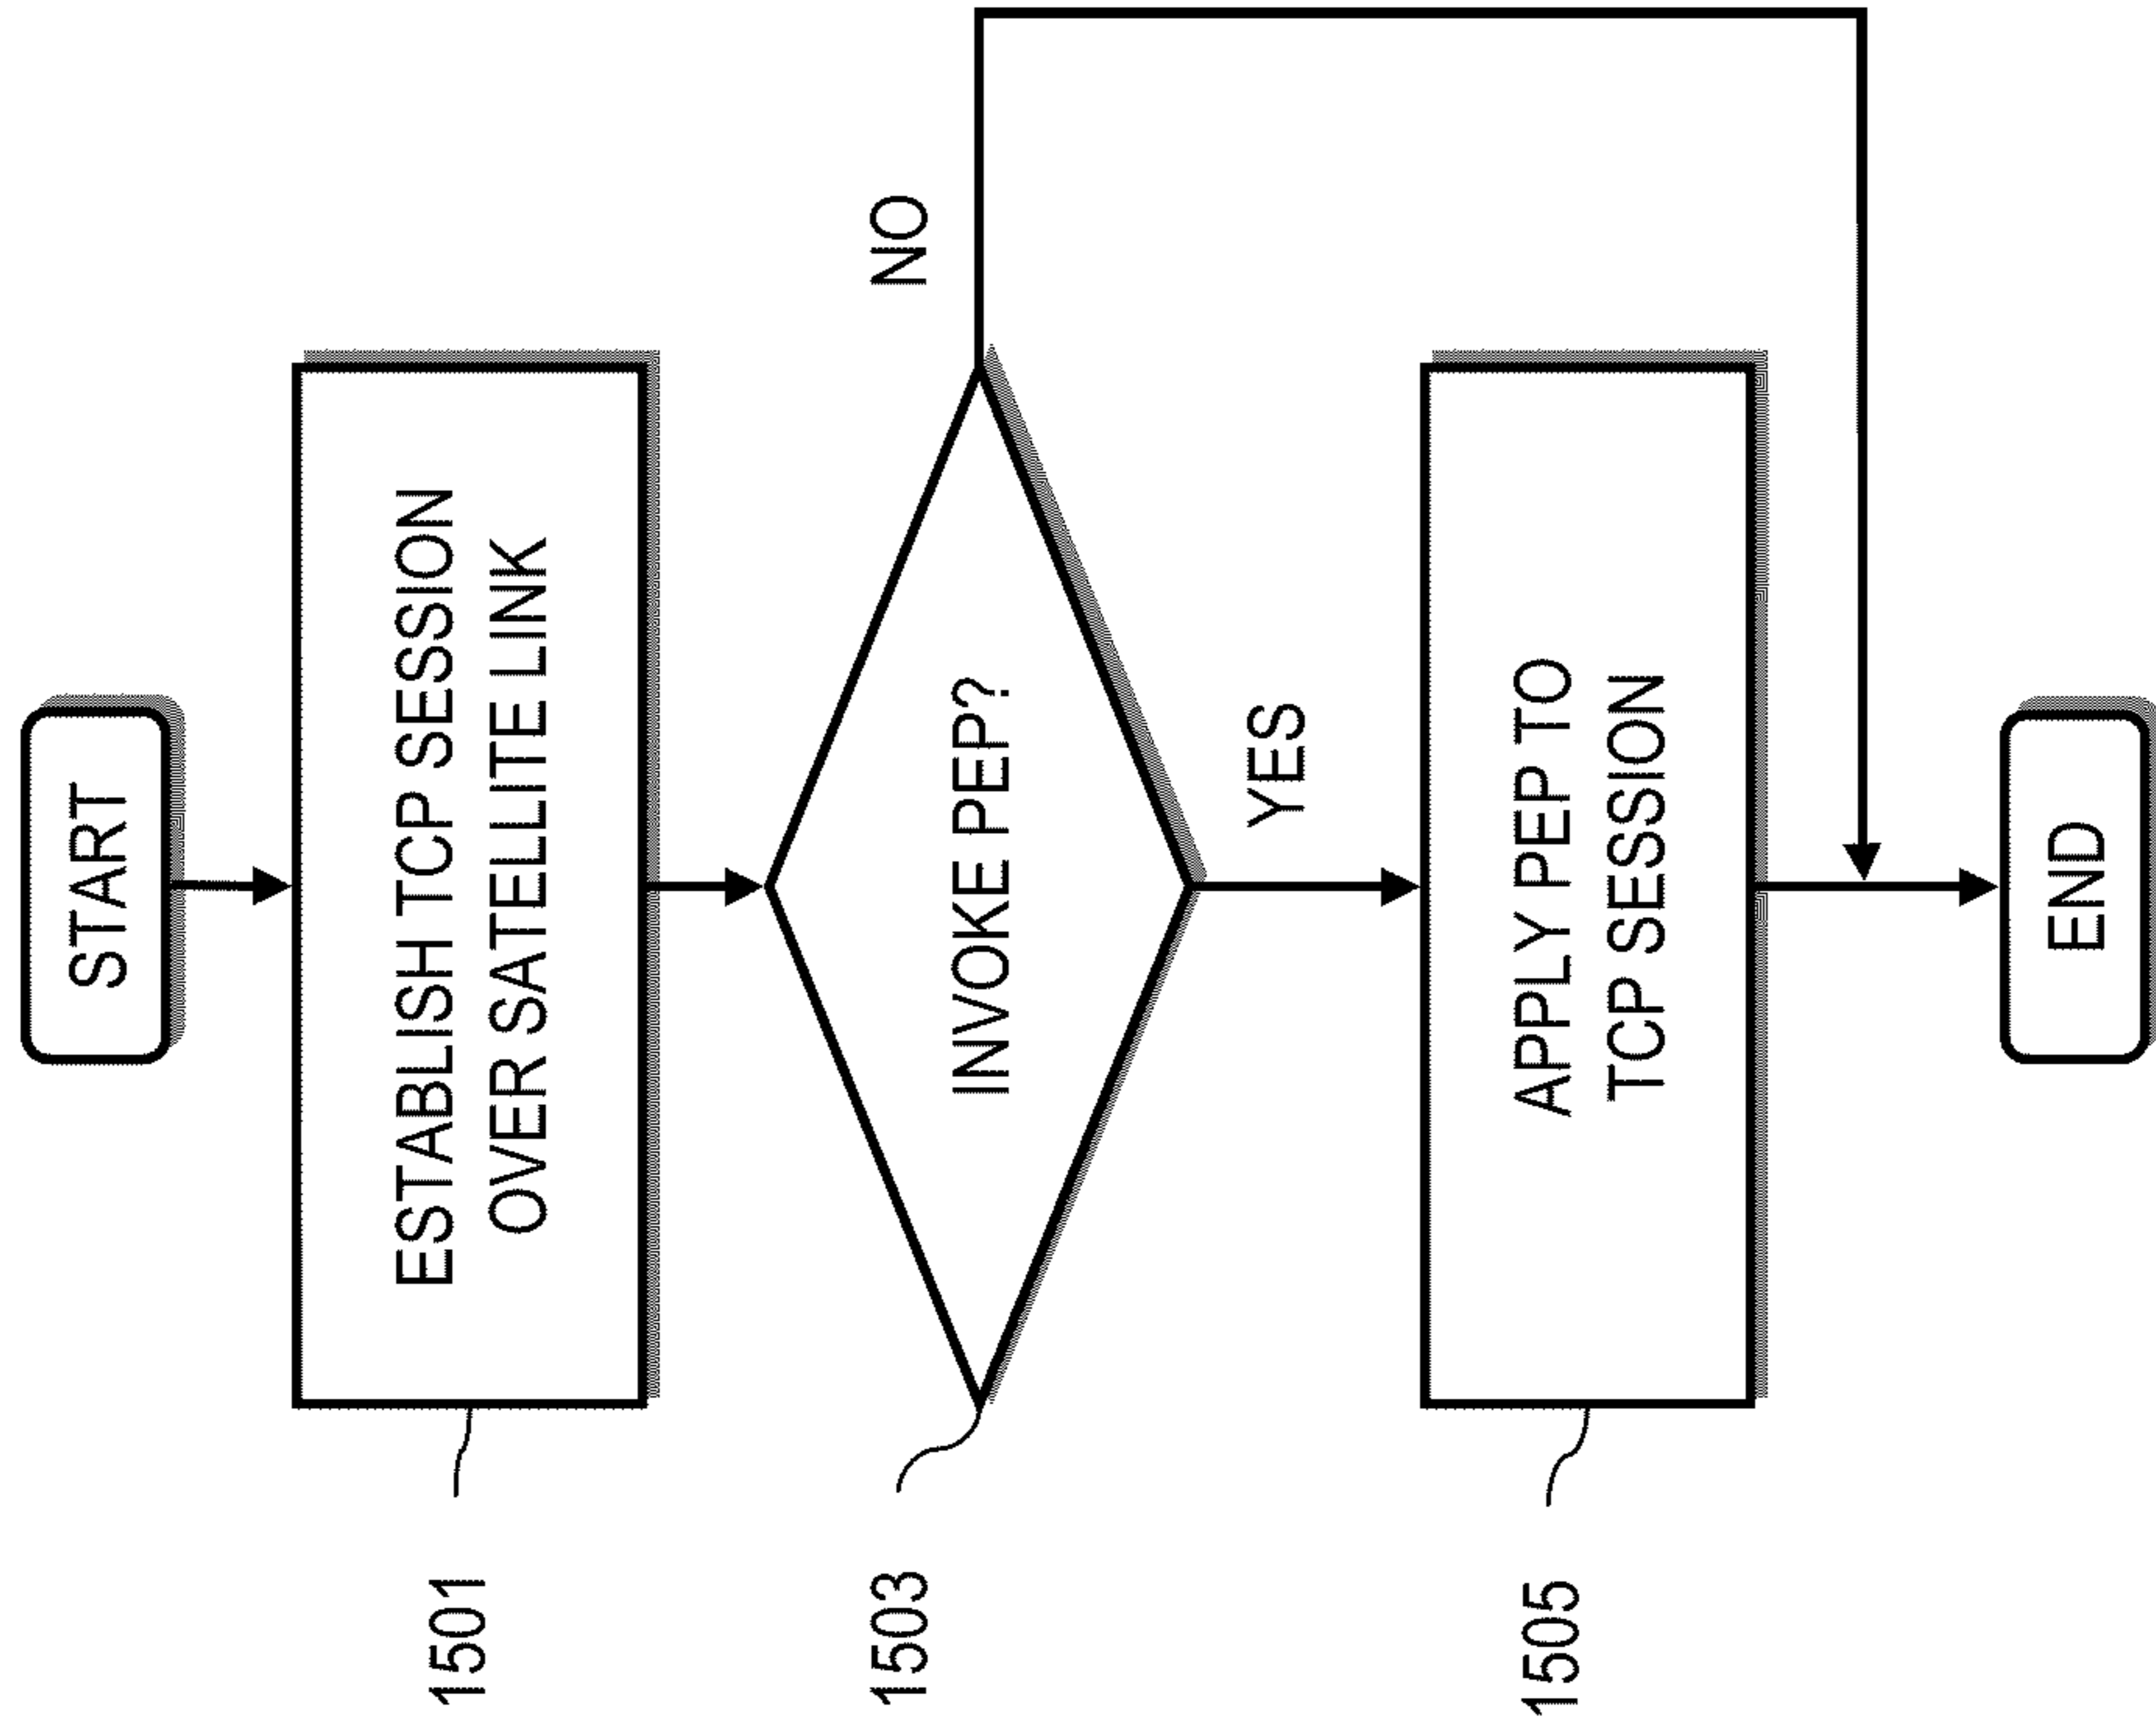 START
1501
ESTABLISH TCP SESSION
OVER SATELLITE LINK
1503
INVOKE PEP?
NO
YES
1505
APPLY PEP TO
TCP SESSION
END